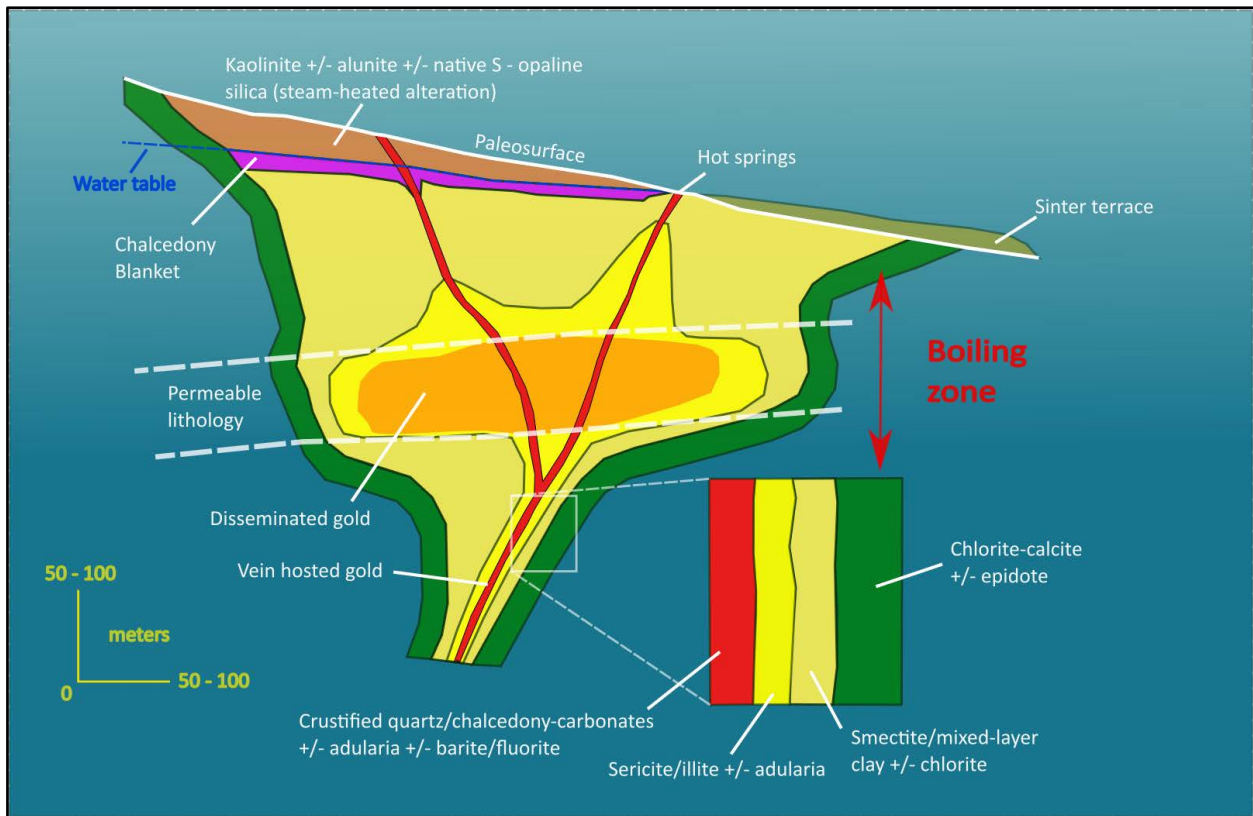 Kaolinite +/- alunite +/- native S - opaline
silica (steam-heated alteration)
Paleosurface
Hot springs
Water table
Sinter terrace
Chalcedony
Blanket
Boiling
zone
Permeable
lithology
Disseminated gold
Vein hosted gold
Chlorite-calcite
+/- epidote
50 - 100
meters
0
50 - 100
Crustified quartz/chalcedony-carbonates
+/- adularia +/- barite/fluorite
Sericite/illite +/- adularia
Smectite/mixed-layer
clay +/- chlorite